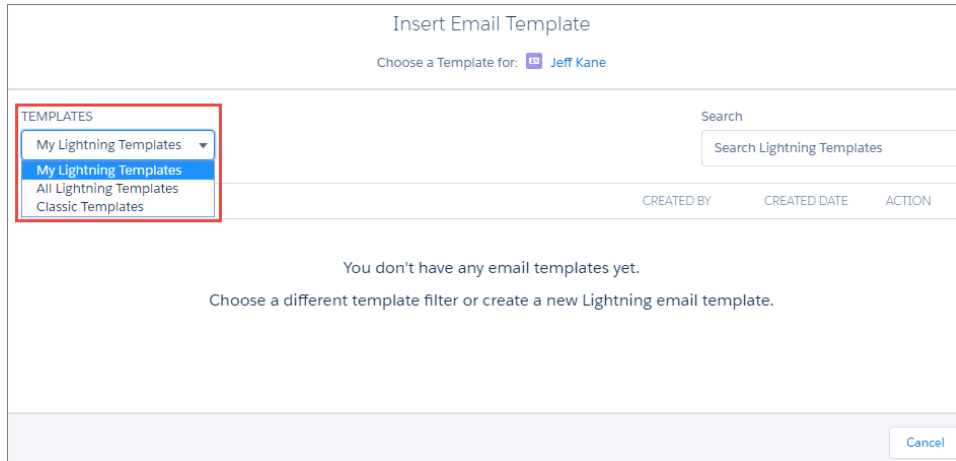 Insert Email Template
Choose a Template for: Jeff Kane
TEMPLATES
My Lightning Templates
My Lightning Templates
All Lightning Templates
Classic Templates
Search
Search Lightning Templates
CREATED BY CREATED DATE ACTION
You don't have any email templates yet.
Choose a different template filter or create a new Lightning email template.
Cancel